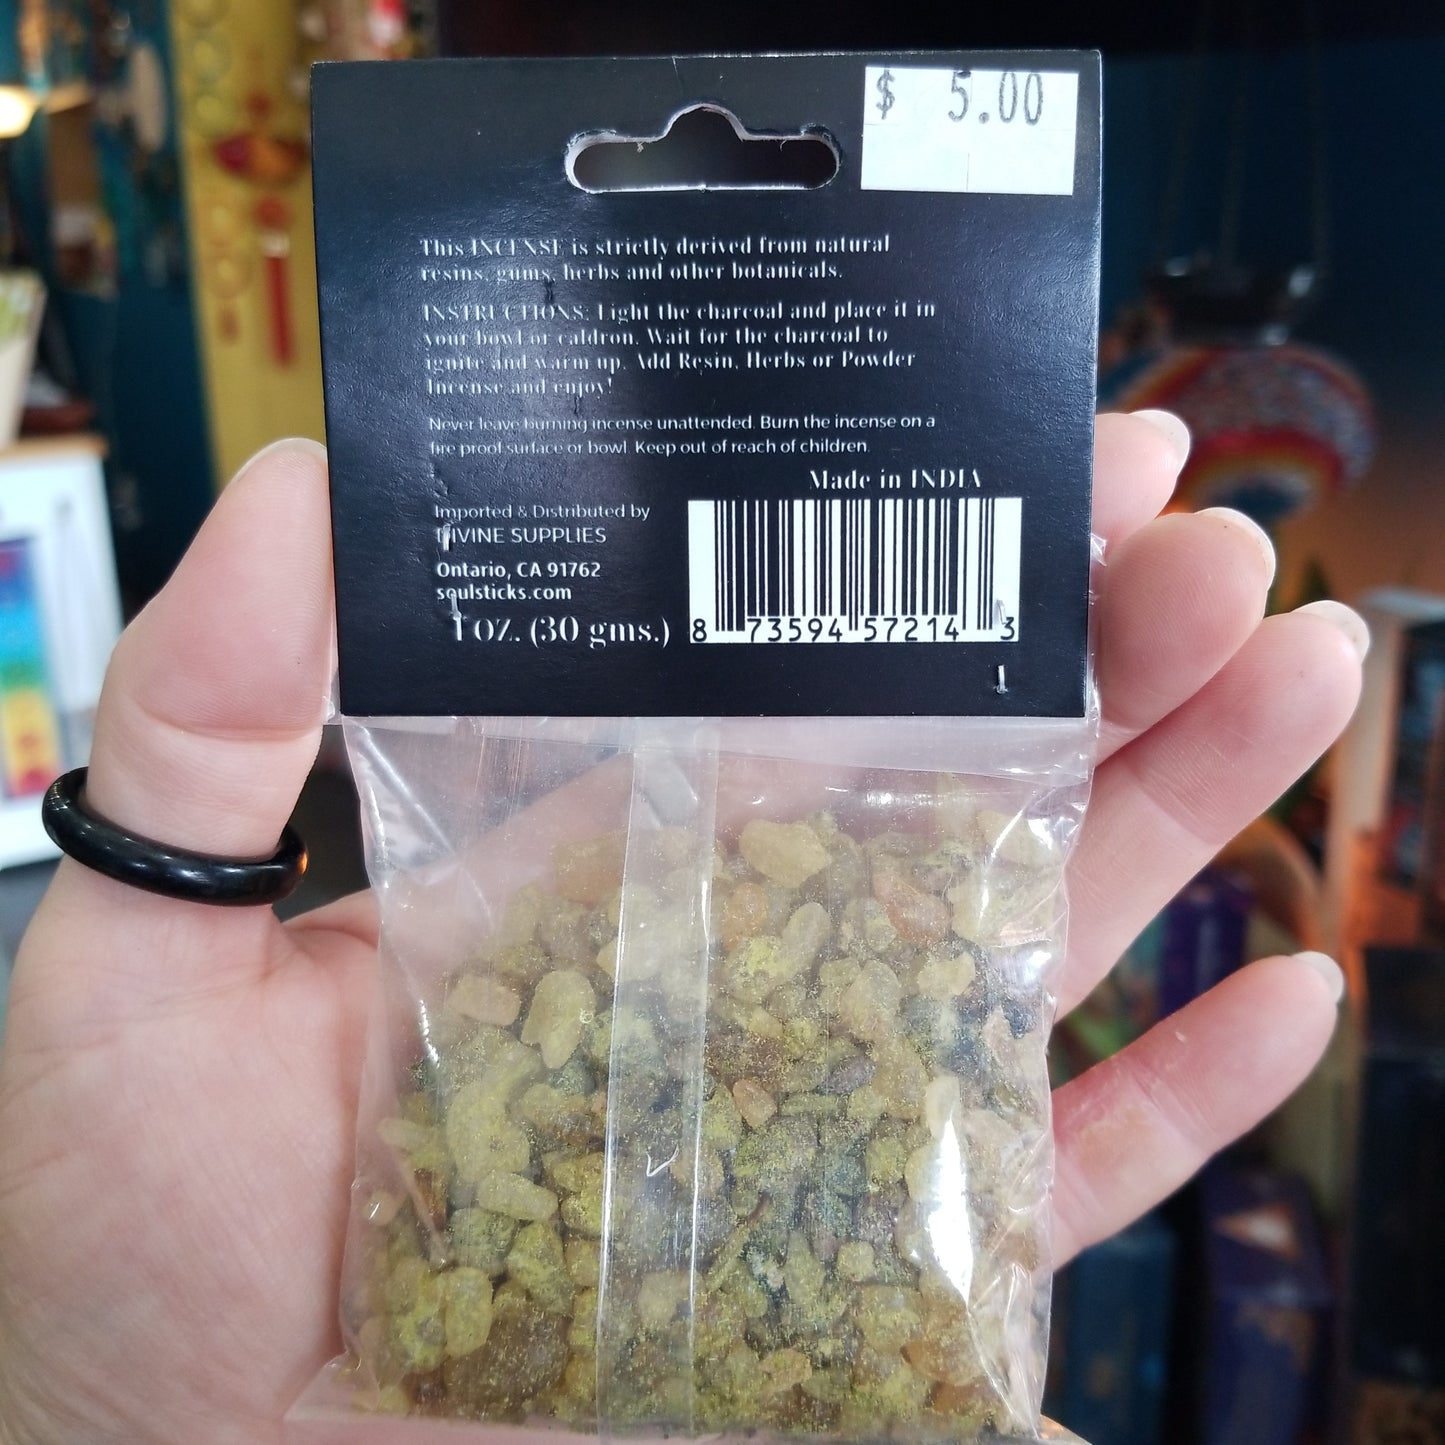 $ 5.00
This INCENSE is strictly derived from natural
resins, gums, herbs and other botanicals.
INSTRUCTIONS: Light the charcoal and place it in
your bowl or caldron. Wait for the charcoal to
ignite and warm up. Add Resin, Herbs or Powder
Incense and enjoy!
Never leave burning incense unattended. Burn the incense on a
fire proof surface or bowl. Keep out of reach of children.
Made in INDIA
Imported & Distributed by
DIVINE SUPPLIES
Ontario, CA 91762
soulsticks.com
1 OZ. (30 gms.)
8 73594 57214 3